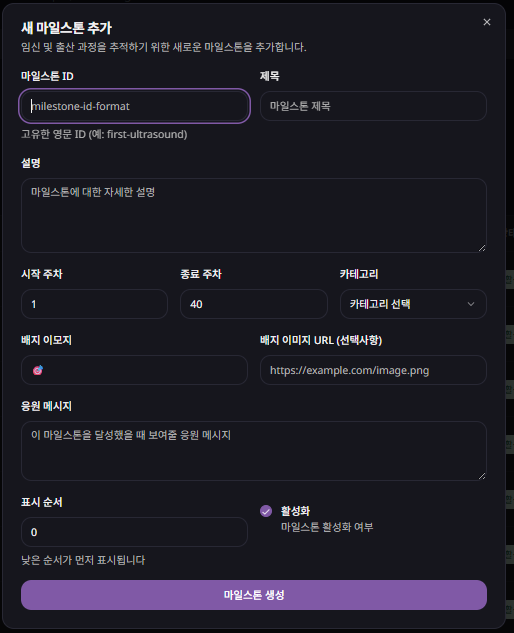 새 마일스톤 추가
임신 및 출산 과정을 추적하기 위한 새로운 마일스톤을 추가합니다.
마일스톤 ID
제목
milestone-id-format
마일스톤 제목
고유한 영문 ID (예: first-ultrasound)
설명
마일스톤에 대한 자세한 설명
시작 주차
종료 주차
카테고리
1
40
카테고리 선택
배지 이모지
배지 이미지 URL (선택사항)
🎯
https://example.com/image.png
응원 메시지
이 마일스톤을 달성했을 때 보여줄 응원 메시지
표시 순서
활성화
마일스톤 활성화 여부
0
낮은 순서가 먼저 표시됩니다
마일스톤 생성